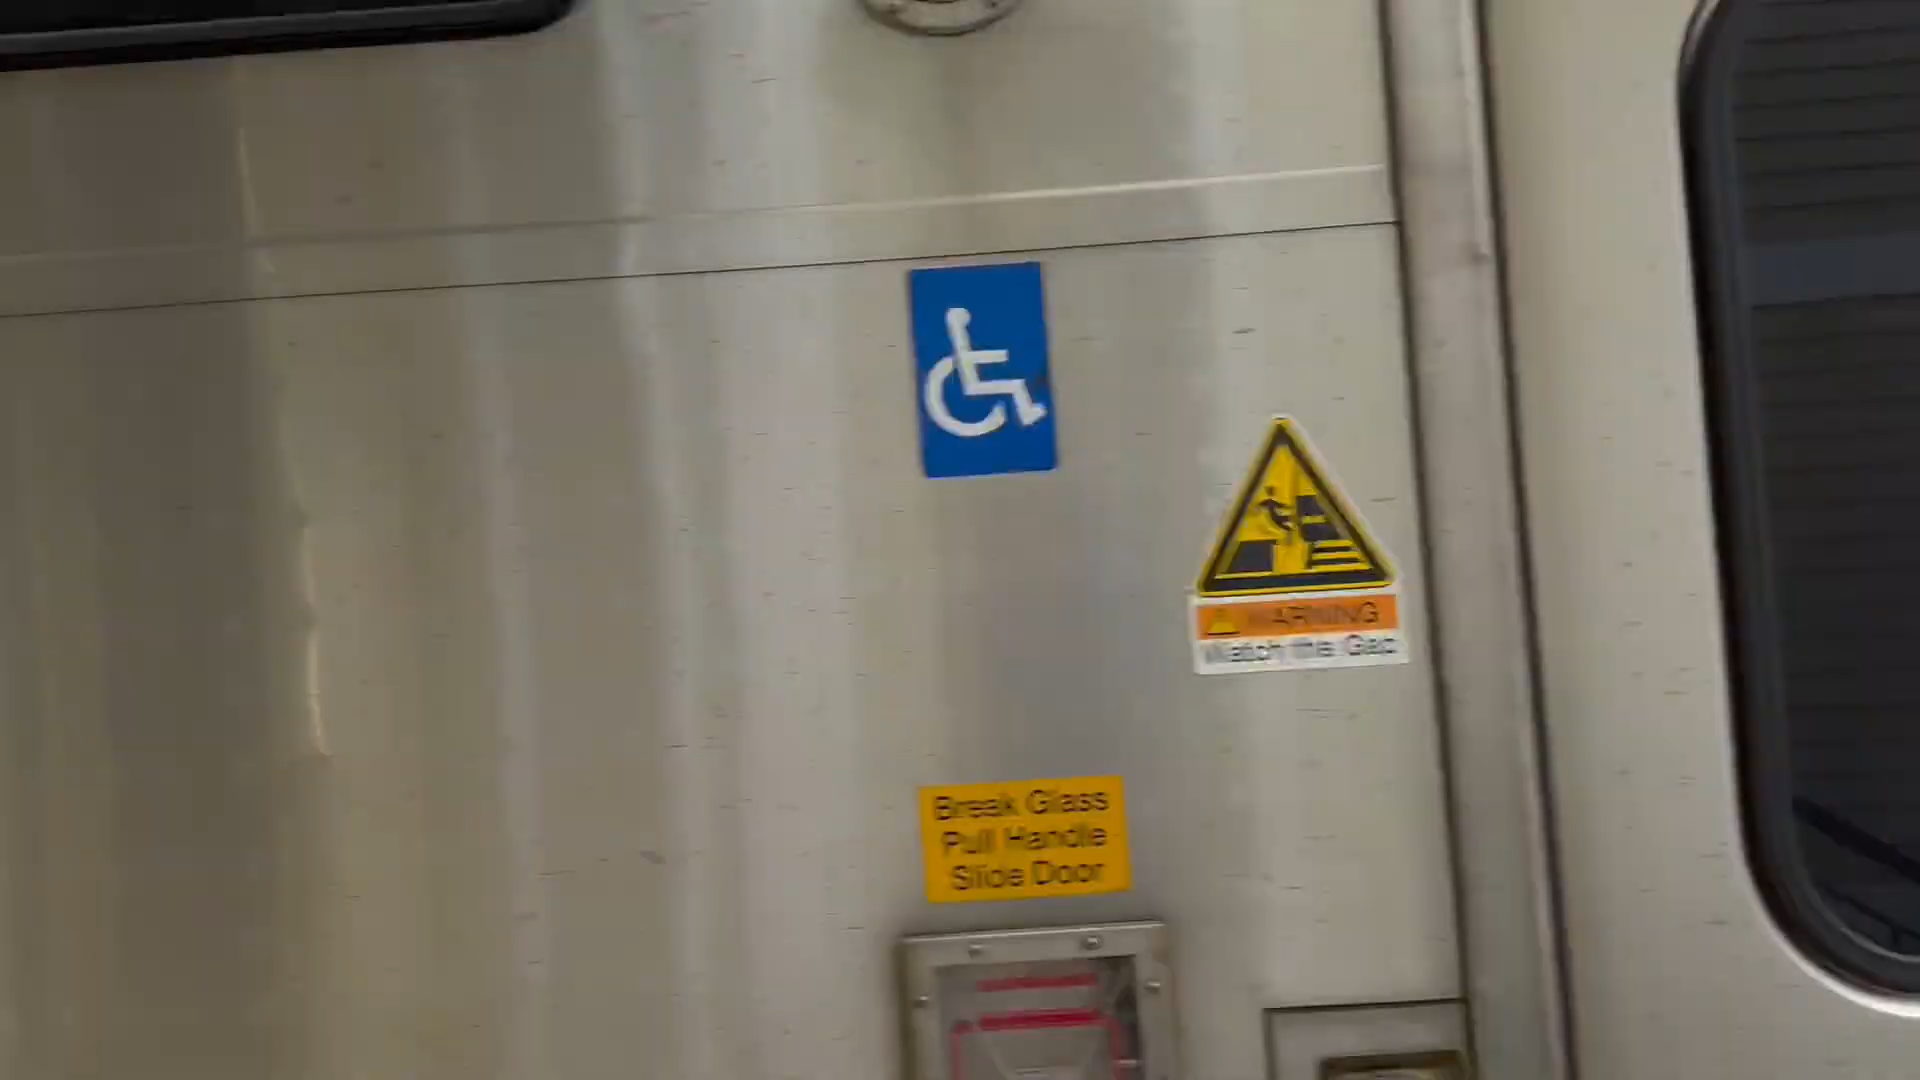 WARNING
Watch the Gap
Break Glass
Pull Handle
Slide Door